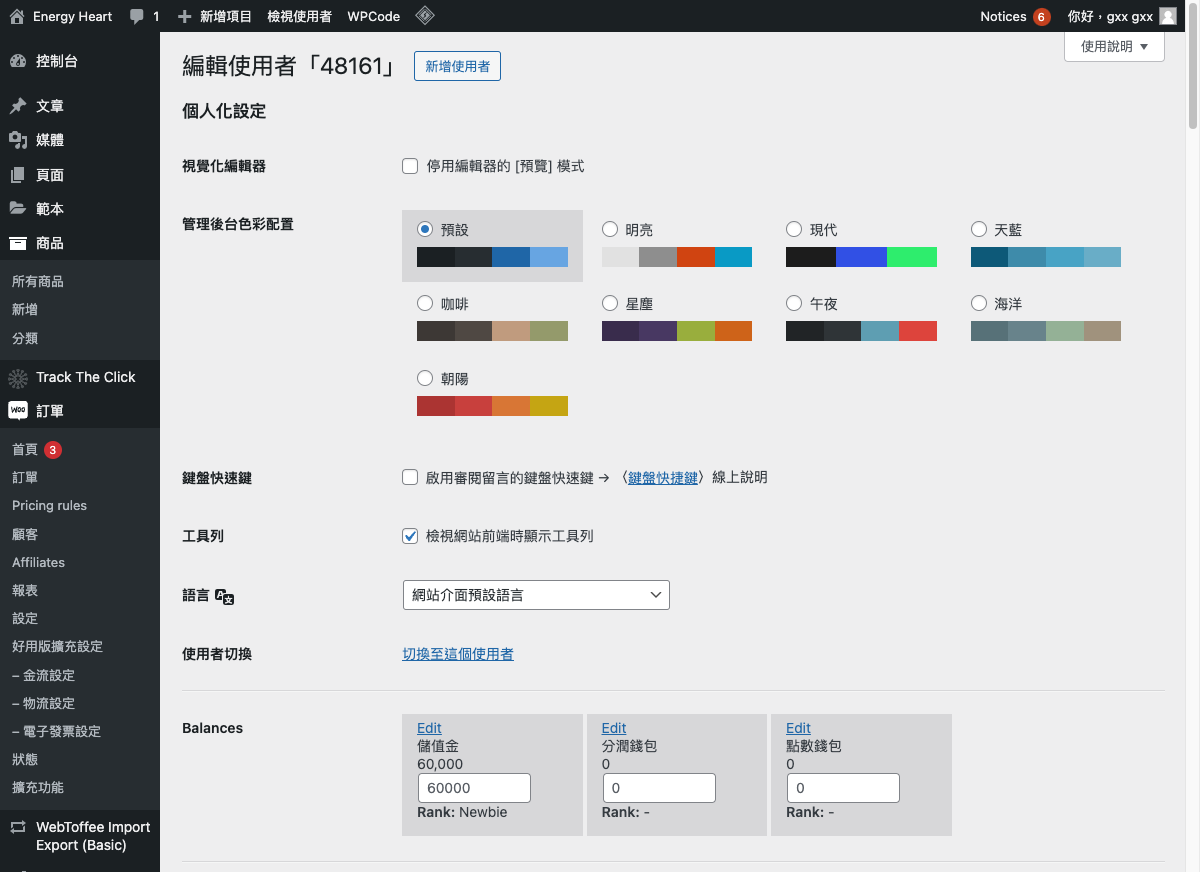 Energy Heart 1 新增項目 檢視使用者 WPCode Notices 6 你好，gxx gxx
使用說明
控制台
文章
媒體
頁面
範本
商品
所有商品
新增
分類
Track The Click
Woo 訂單
首頁 3
訂單
Pricing rules
顧客
Affiliates
報表
設定
好用版擴充設定
– 金流設定
– 物流設定
– 電子發票設定
狀態
擴充功能
WebToffee Import
Export (Basic)
編輯使用者「48161」 新增使用者
個人化設定
視覺化編輯器 停用編輯器的 [預覽] 模式
管理後台色彩配置
預設 明亮 現代 天藍
咖啡 星塵 午夜 海洋
朝陽
鍵盤快速鍵 啟用審閱留言的鍵盤快速鍵 → 〈鍵盤快捷鍵〉線上說明
工具列 檢視網站前端時顯示工具列
語言 網站介面預設語言
使用者切換 切換至這個使用者
Balances
Edit Edit Edit
儲值金 分潤錢包 點數錢包
60,000 0 0
60000 0 0
Rank: Newbie Rank: - Rank: -